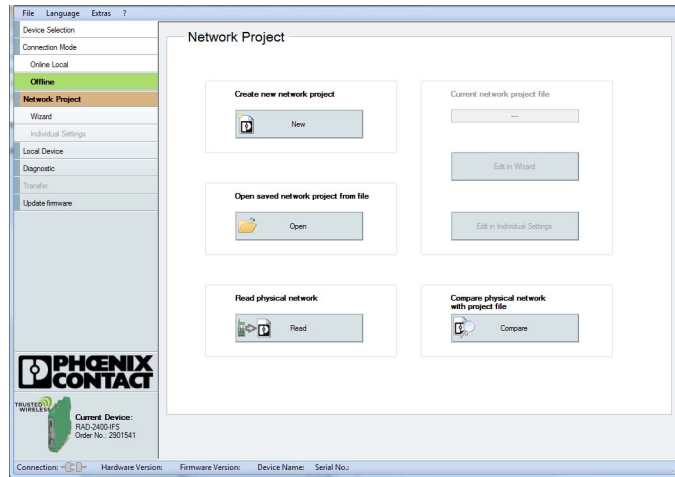 File Language Extras ?
Device Selection
Connection Mode
Online Local
Offline
Network Project
Wizard
Individual Settings
Local Device
Diagnostic
Transfer
Update firmware
Network Project
Create new network project
New
Current network project file
---
Edit in Wizard
Open saved network project from file
Open
Edit in Individual Settings
Read physical network
Read
Compare physical network
with project file
Compare
PHŒNIX
CONTACT
TRUSTED
WIRELESS
Current Device:
RAD-2400-IFS
Order No.: 2901541
Connection: Hardware Version: Firmware Version: Device Name: Serial No.: